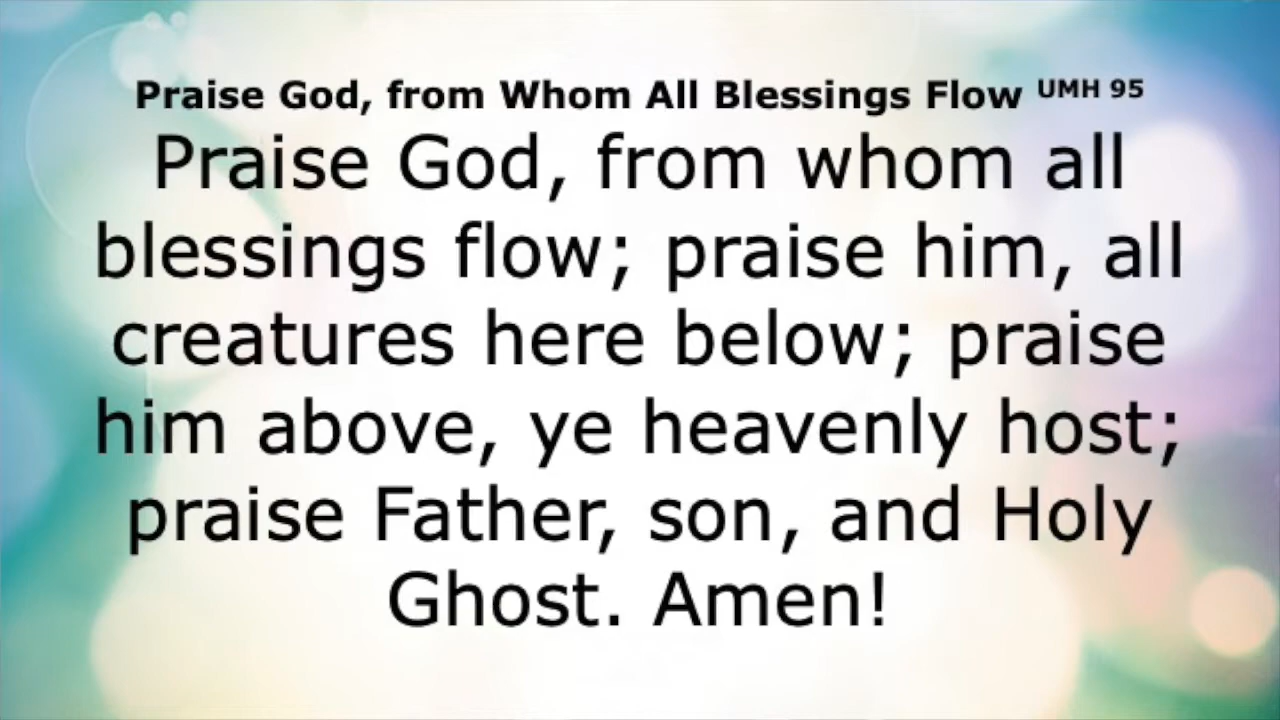 Praise God, from Whom All Blessings Flow UMH 95
Praise God, from whom all
blessings flow; praise him, all
creatures here below; praise
him above, ye heavenly host;
praise Father, son, and Holy
Ghost. Amen!